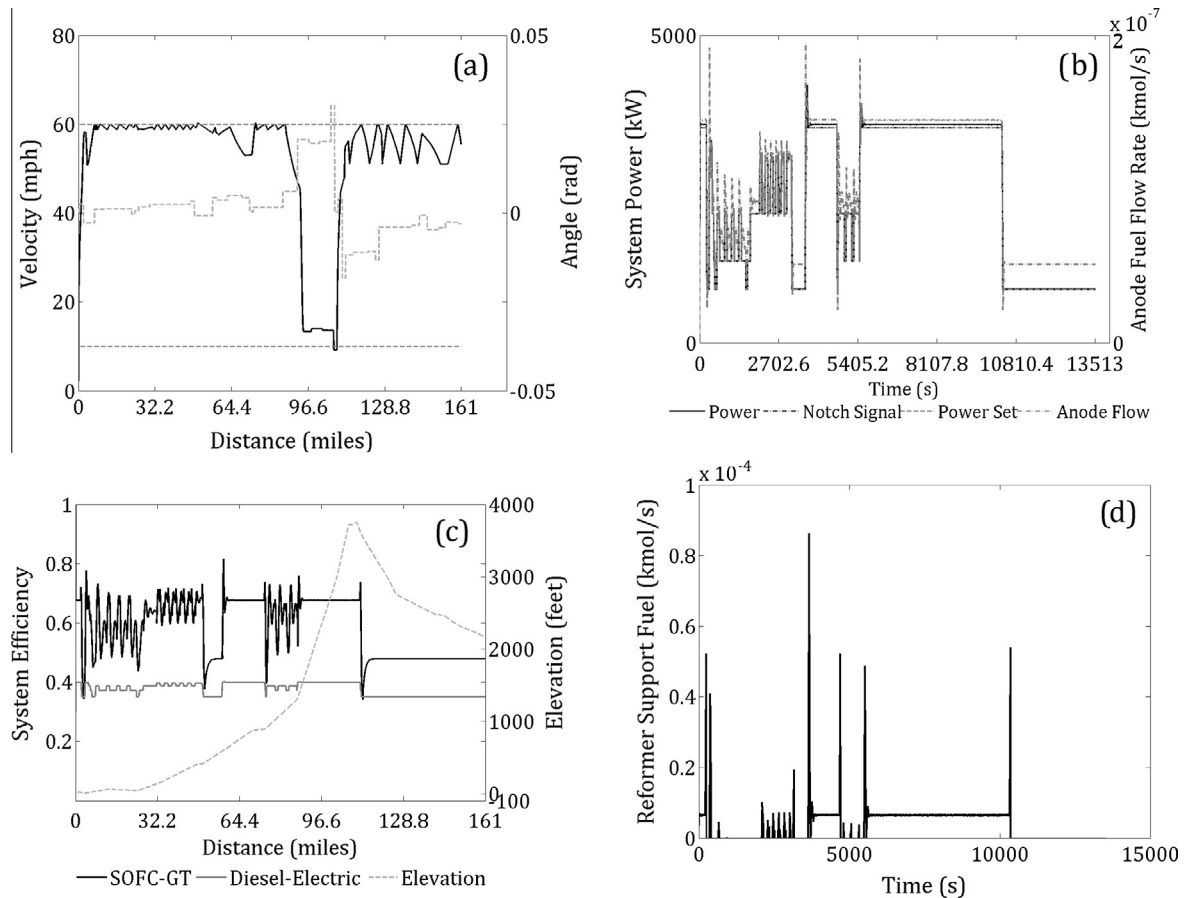 80
60
40
20
0
Velocity (mph)
0.05
0
-0.05
Angle (rad)
(a)
0 32.2 64.4 96.6 128.8 161
Distance (miles)
5000
0
System Power (kW)
x 10-7
2
0
Anode Fuel Flow Rate (kmol/s)
(b)
0 2702.6 5405.2 8107.8 10810.4 13513
Time (s)
Power Notch Signal Power Set Anode Flow
1
0.8
0.6
0.4
0.2
System Efficiency
4000
3000
2000
1000
0
-100
Elevation (feet)
(c)
0 32.2 64.4 96.6 128.8 161
Distance (miles)
SOFC-GT Diesel-Electric Elevation
x 10-4
1
0.8
0.6
0.4
0.2
0
Reformer Support Fuel (kmol/s)
(d)
0 5000 10000 15000
Time (s)